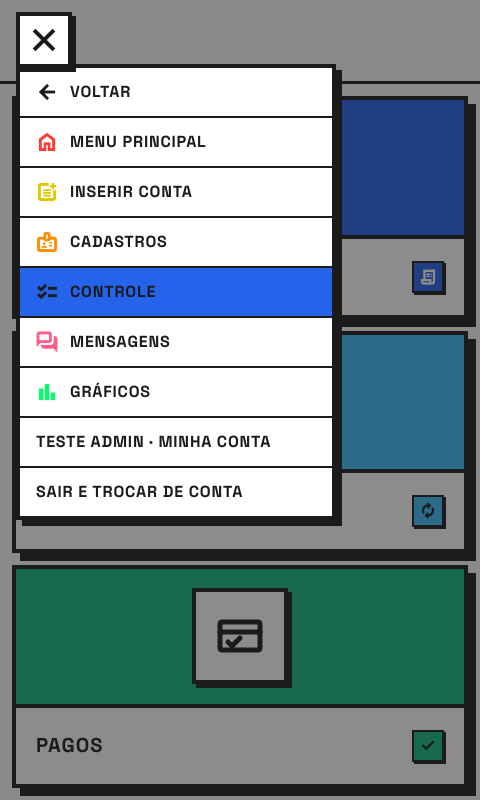 VOLTAR
MENU PRINCIPAL
INSERIR CONTA
CADASTROS
CONTROLE
MENSAGENS
GRÁFICOS
TESTE ADMIN · MINHA CONTA
SAIR E TROCAR DE CONTA
PAGOS